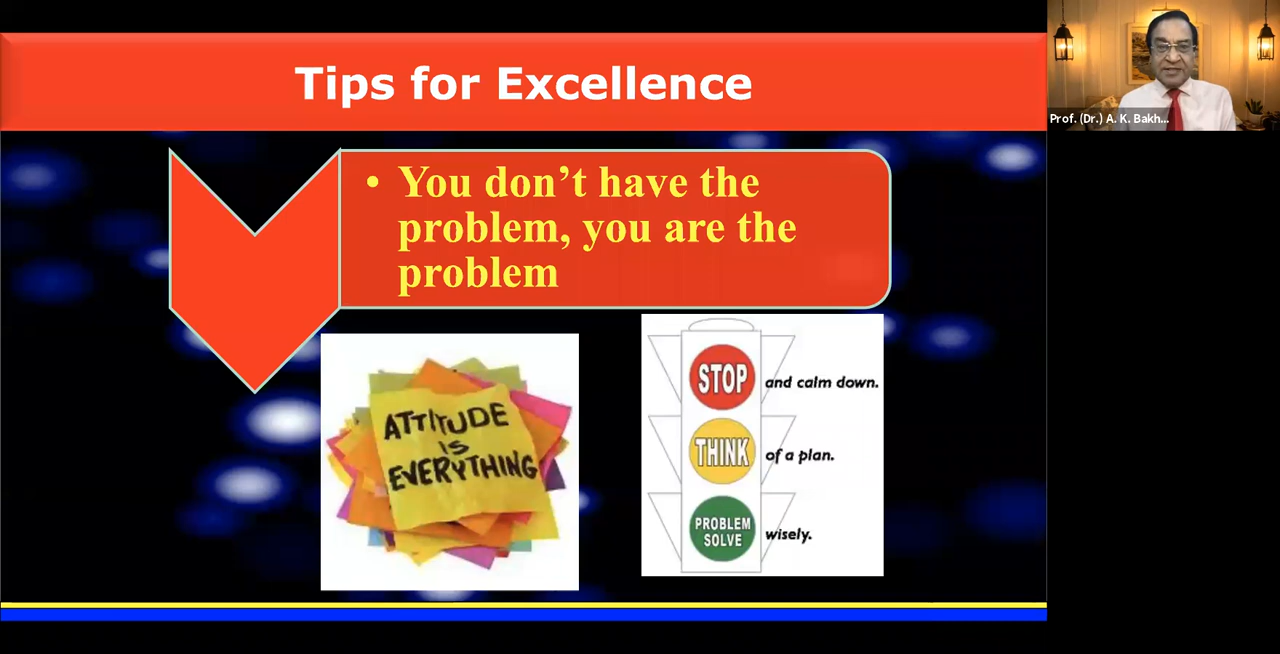 Tips for Excellence
Prof. (Dr.) A. K. Bakh...
• You don’t have the
problem, you are the
problem
ATTITUDE
IS
EVERYTHING
STOP and calm down.
THINK of a plan.
PROBLEM
SOLVE wisely.